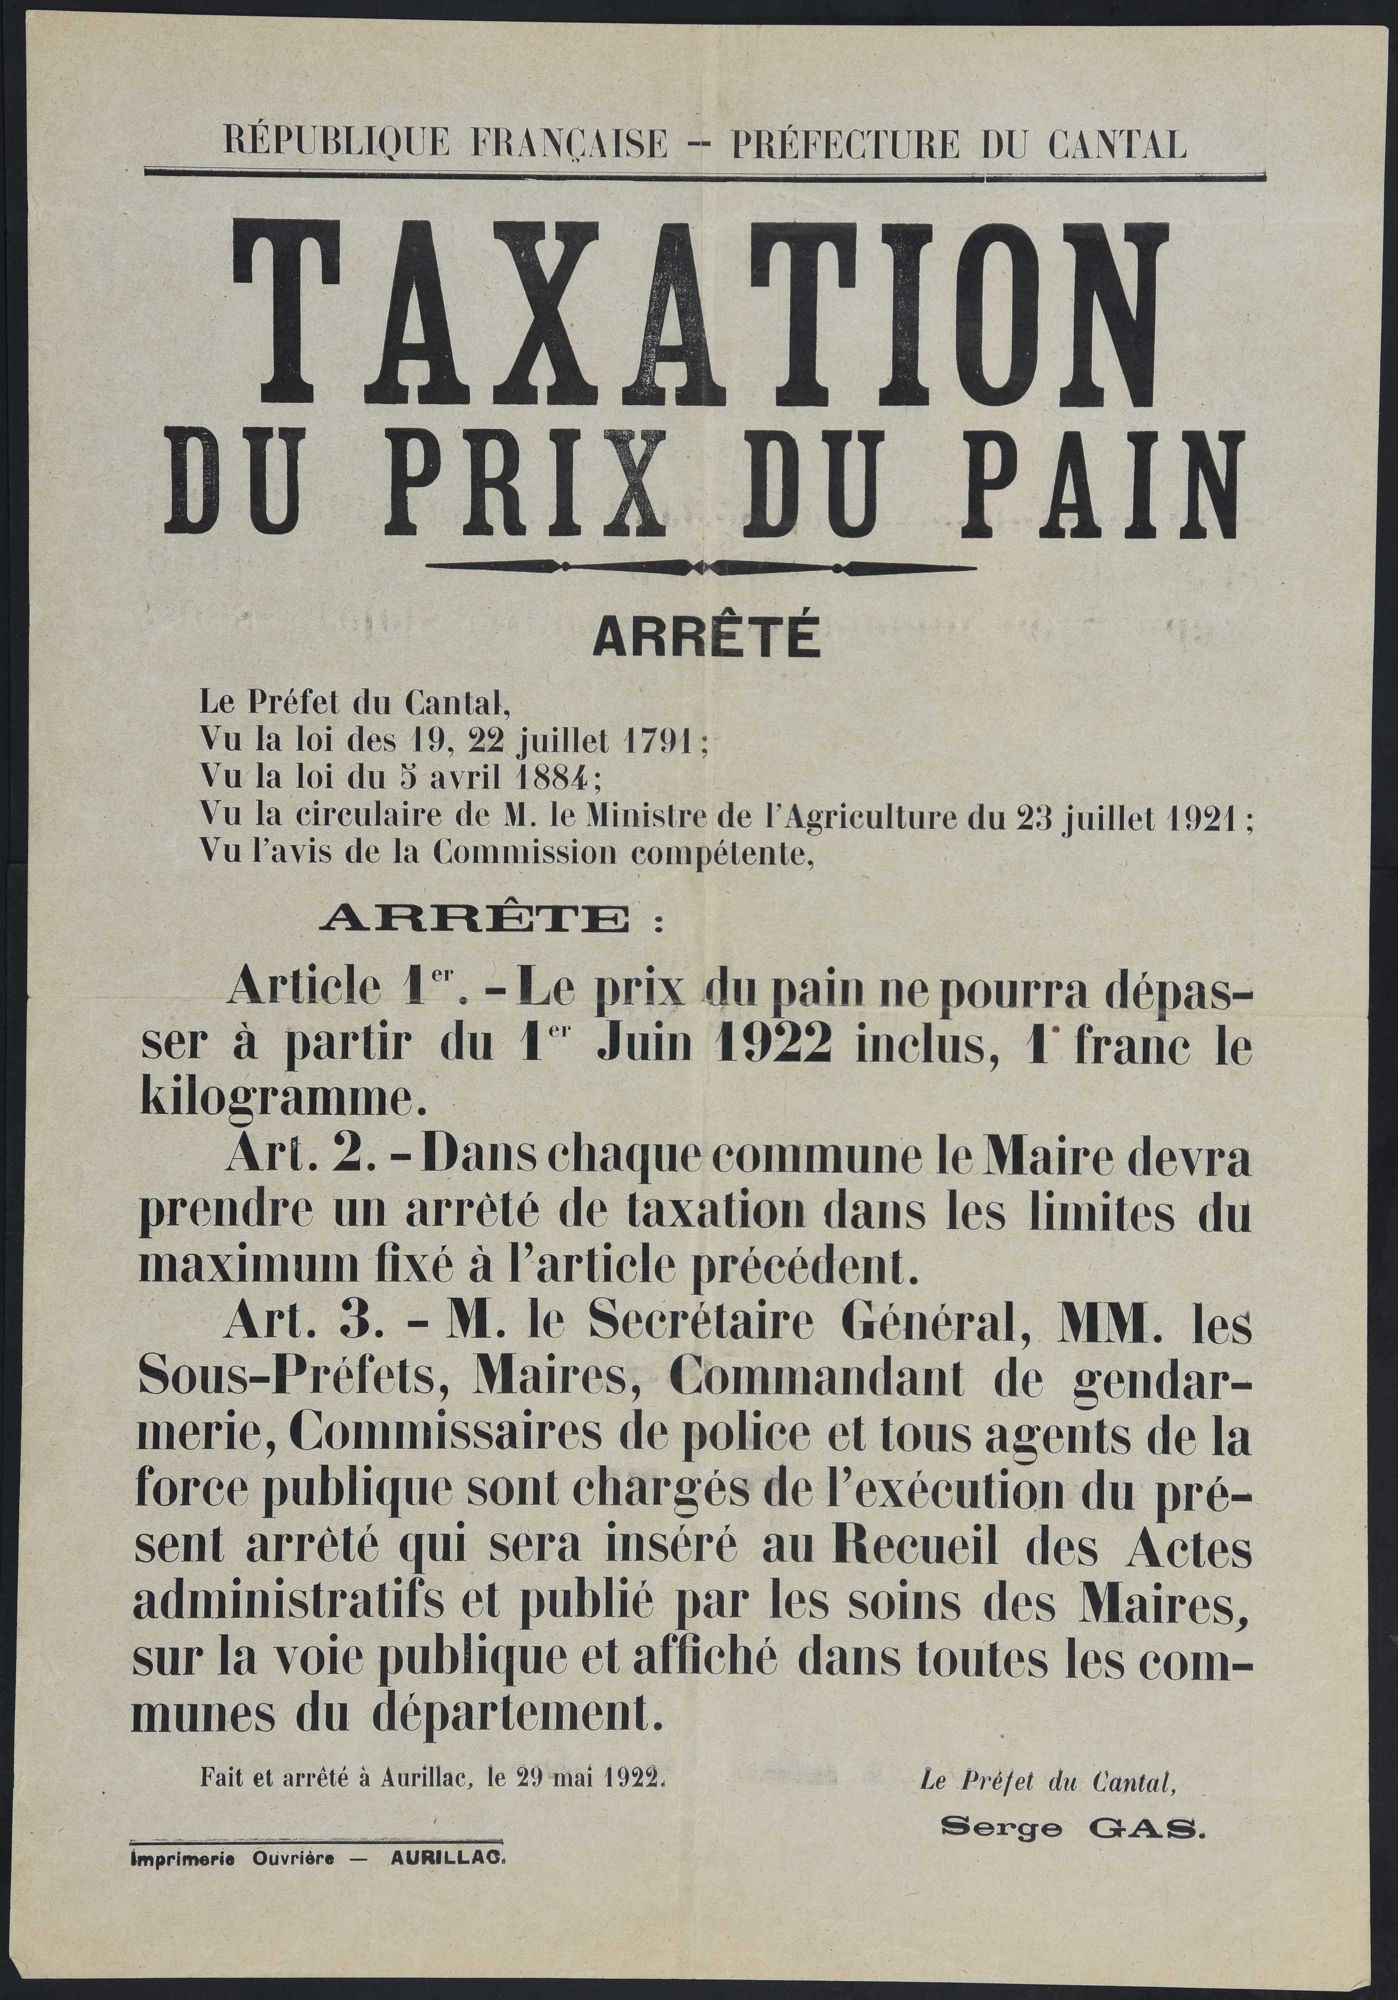 RÉPUBLIQUE FRANÇAISE — PRÉFECTURE DU CANTAL
TAXATION
DU PRIX DU PAIN
ARRÊTÉ
Le Préfet du Cantal,
Vu la loi des 19, 22 juillet 1791 ;
Vu la loi du 5 avril 1884 ;
Vu la circulaire de M. le Ministre de l'Agriculture du 23 juillet 1921 ;
Vu l'avis de la Commission compétente,
ARRÊTE :
Article 1er. - Le prix du pain ne pourra dépas-
ser à partir du 1er Juin 1922 inclus, 1 franc le
kilogramme.
Art. 2. - Dans chaque commune le Maire devra
prendre un arrêté de taxation dans les limites du
maximum fixé à l'article précédent.
Art. 3. - M. le Secrétaire Général, MM. les
Sous-Préfets, Maires, Commandant de gendar-
merie, Commissaires de police et tous agents de la
force publique sont chargés de l'exécution du pré-
sent arrêté qui sera inséré au Recueil des Actes
administratifs et publié par les soins des Maires,
sur la voie publique et affiché dans toutes les com-
munes du département.
Fait et arrêté à Aurillac, le 29 mai 1922.
Le Préfet du Cantal,
Serge GAS.
Imprimerie Ouvrière — AURILLAC.